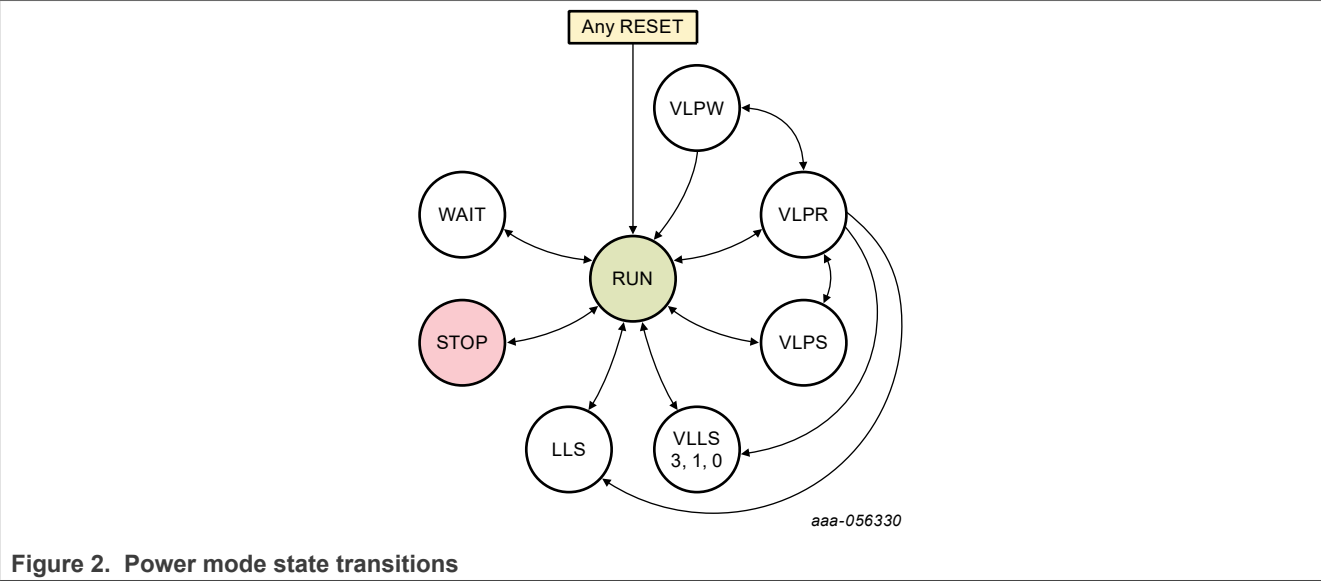 Any RESET
VLPW
WAIT
VLPR
RUN
STOP
VLPS
LLS
VLLS
3, 1, 0
aaa-056330
Figure 2. Power mode state transitions